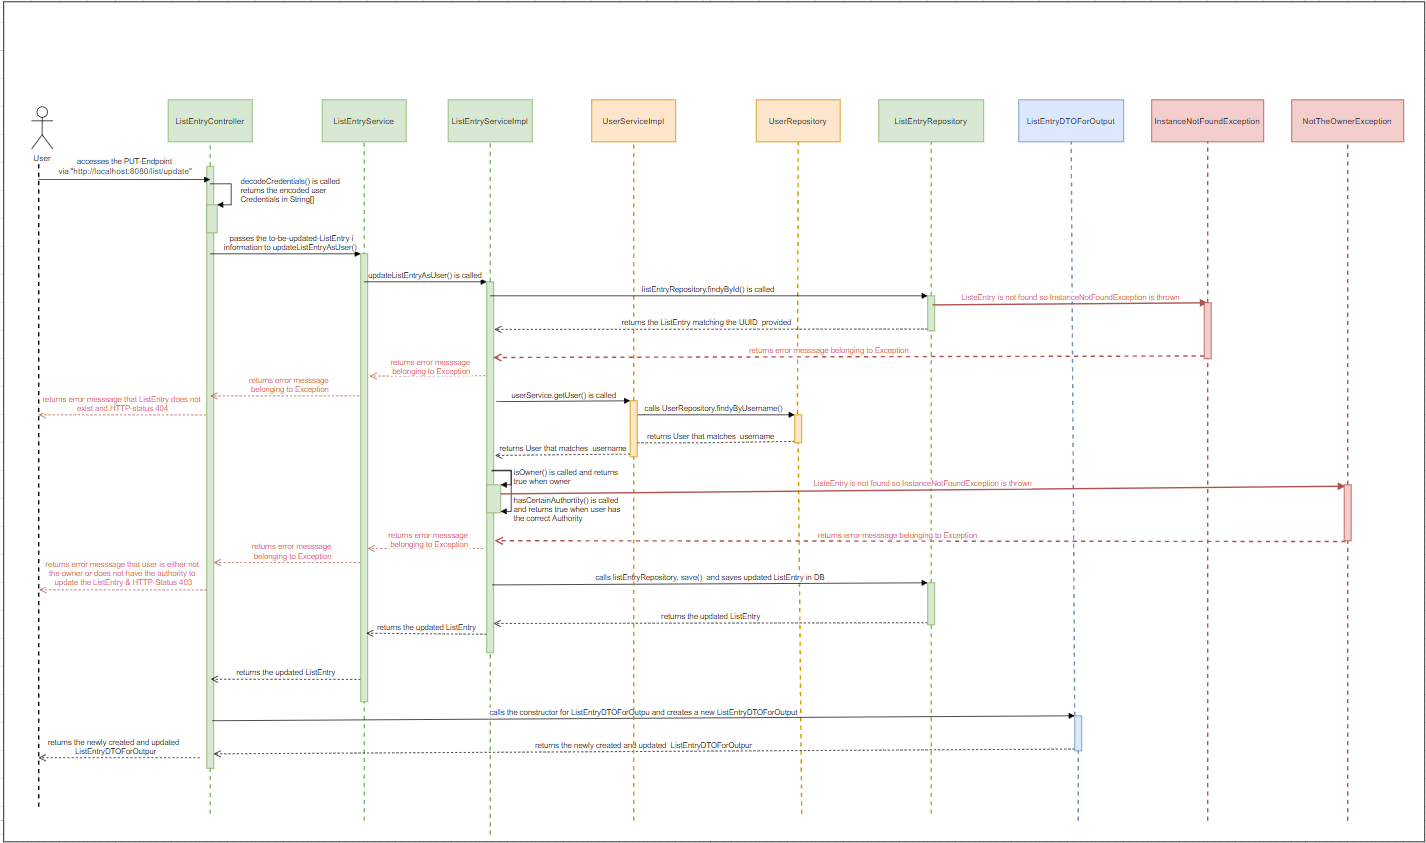 ListEntryController
ListEntryService
ListEntryServiceImpl
UserServiceImpl
UserRepository
ListEntryRepository
ListEntryDTOForOutput
InstanceNotFoundException
NotTheOwnerException
User
accesses the PUT-Endpoint
via "http://localhost:8080/list/update"
decodeCredentials() is called
returns the encoded user
Credentials in String[]
passes the to-be-updated-ListEntry i
information to updateListEntryAsUser()
updateListEntryAsUser() is called
listEntryRepository.findyById() is called
ListeEntry is not found so InstanceNotFoundException is thrown
returns the ListEntry matching the UUID provided
returns error messsage belonging to Exception
returns error messsage
belonging to Exception
returns error messsage
belonging to Exception
returns error messsage that ListEntry does not
exist and HTTP-status 404
userService.getUser() is called
calls UserRepository.findyByUsername()
returns User that matches username
returns User that matches username
isOwner() is called and returns
true when owner
ListeEntry is not found so InstanceNotFoundException is thrown
hasCertainAuthortity() is called
and returns true when user has
the correct Authority
returns error messsage belonging to Exception
returns error messsage
belonging to Exception
returns error messsage
belonging to Exception
returns error messsage that user is either not
the owner or does not have the authority to
update the ListEntry & HTTP-Status 403
calls listEntryRepository, save() and saves updated ListEntry in DB
returns the updated ListEntry
returns the updated ListEntry
returns the updated ListEntry
calls the constructor for ListEntryDTOForOutpu and creates a new ListEntryDTOForOutput
returns the newly created and updated ListEntryDTOForOutpur
returns the newly created and updated
ListEntryDTOForOutpur